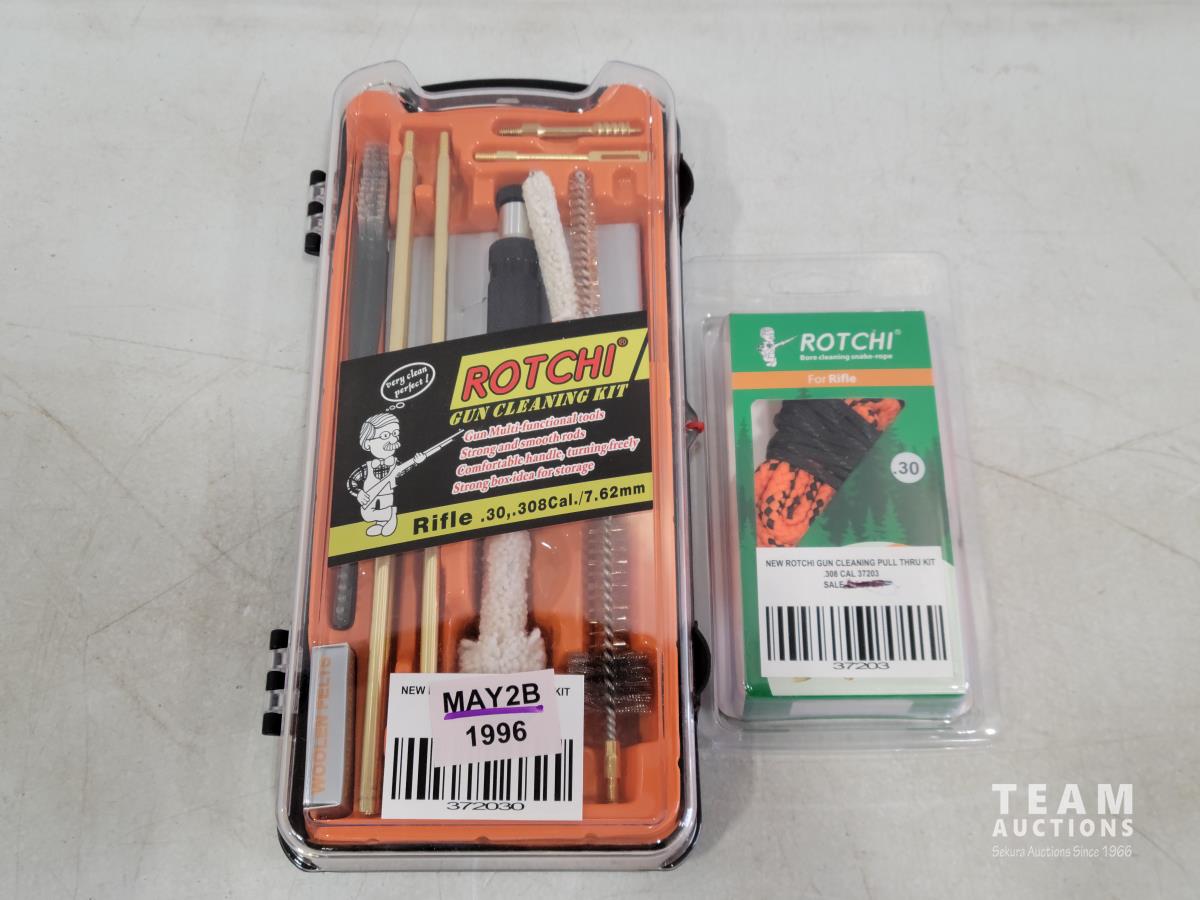 very clean
perfect!
ROTCHI®
GUN CLEANING KIT
Gun Multi-functional tools
Strong and smooth rods
Comfortable handle, turning freely
Strong box idea for storage
Rifle .30,.308Cal./7.62mm
WOOLEN FELTS
NEW
KIT
MAY2B
1996
372030
ROTCHI®
Bore cleaning snake-rope
For Rifle
.30
NEW ROTCHI GUN CLEANING PULL THRU KIT
.308 CAL 37203
SALE
37203
TEAM
AUCTIONS
Sekura Auctions Since 1966